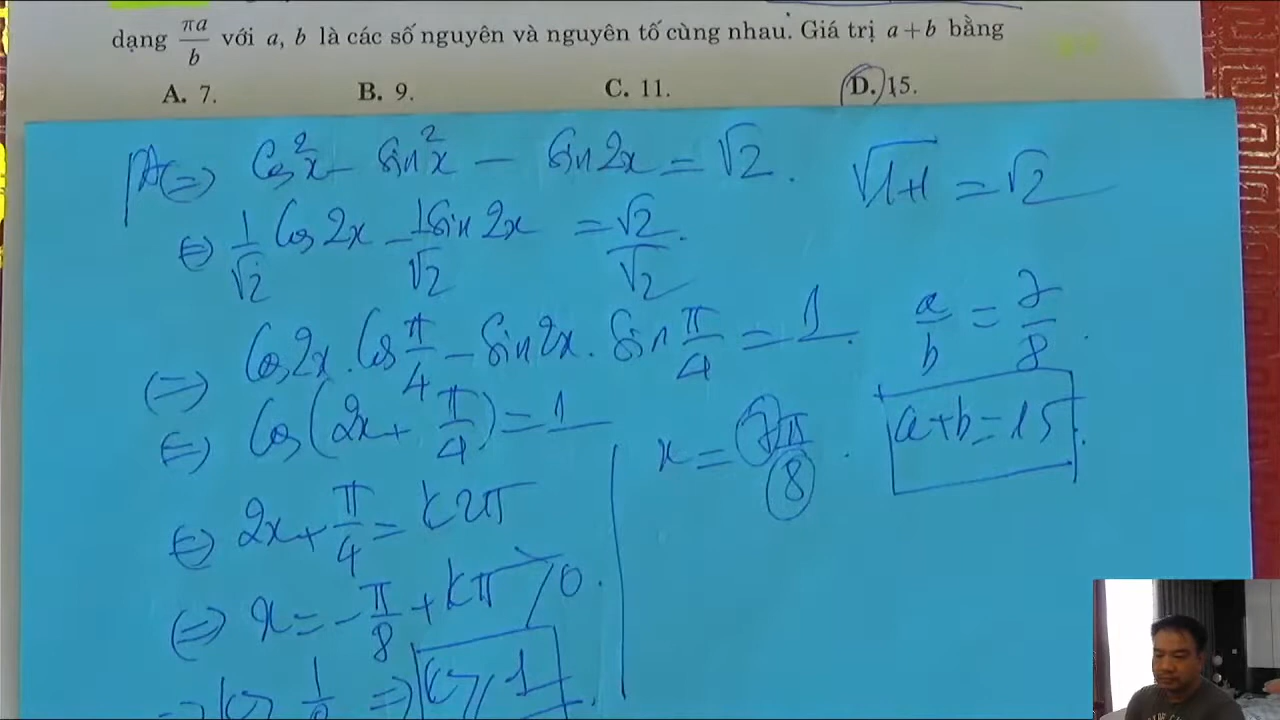 dạng πa/b với a, b là các số nguyên và nguyên tố cùng nhau. Giá trị a+b bằng
A. 7. B. 9. C. 11. D. 15.
PT (=) Cos²x - Sin²x - Sin2x = √2. √1+1 = √2
(=) 1/√2 Cos2x - 1/√2 Sin2x = √2/√2.
(=) Cos2x.Cos π/4 - Sin2x.Sin π/4 = 1. a/b = 7/8.
(=) Cos(2x + π/4) = 1 x = 7π/8. a+b=15.
(=) 2x + π/4 = k2π
(=) x = -π/8 + kπ > 0.
=> k > 1/8 => k ≥ 1.